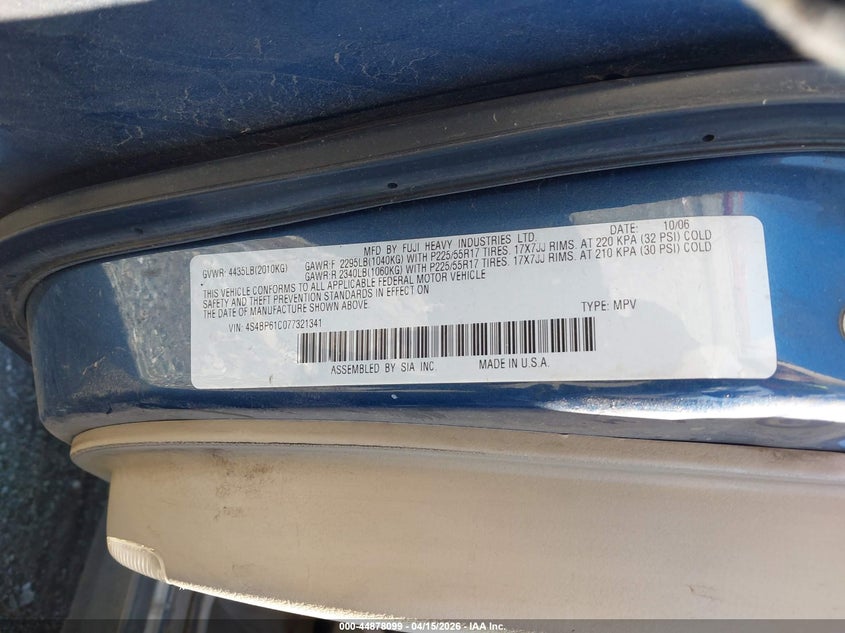 MFD BY FUJI HEAVY INDUSTRIES LTD. DATE: 10/06
GVWR: 4435LB(2010KG) GAWR:F 2295LB(1040KG) WITH P225/55R17 TIRES. 17X7JJ RIMS. AT 220 KPA (32 PSI) COLD
GAWR:R 2340LB(1060KG) WITH P225/55R17 TIRES. 17X7JJ RIMS. AT 210 KPA (30 PSI) COLD
THIS VEHICLE CONFORMS TO ALL APPLICABLE FEDERAL MOTOR VEHICLE
SAFETY AND THEFT PREVENTION STANDARDS IN EFFECT ON
THE DATE OF MANUFACTURE SHOWN ABOVE.
VIN: 4S4BP61C077321341 TYPE: MPV
ASSEMBLED BY SIA INC. MADE IN U.S.A.
000-44878099 - 04/15/2026 - IAA Inc.